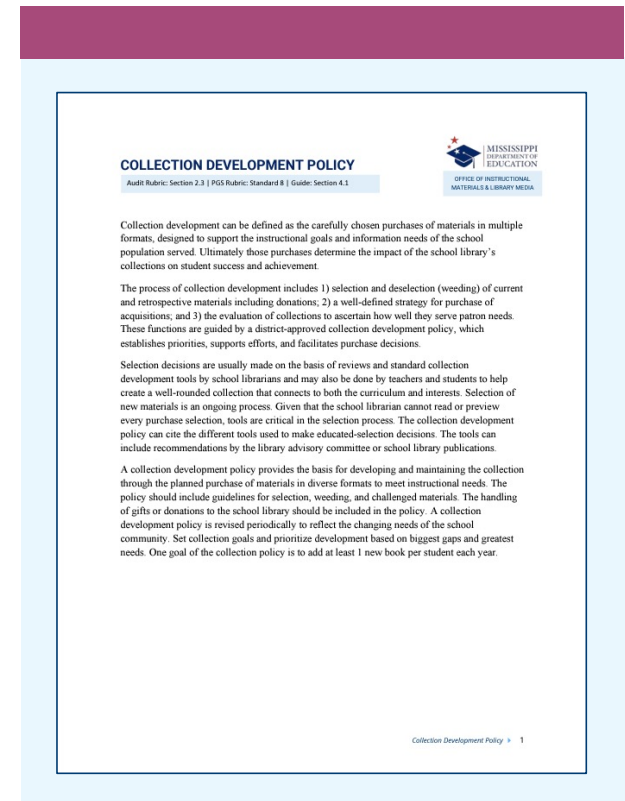 COLLECTION DEVELOPMENT POLICY
Audit Rubric: Section 2.3 | PGS Rubric: Standard 8 | Guide: Section 4.1
MISSISSIPPI
DEPARTMENT OF
EDUCATION
OFFICE OF INSTRUCTIONAL
MATERIALS & LIBRARY MEDIA
Collection development can be defined as the carefully chosen purchases of materials in multiple
formats, designed to support the instructional goals and information needs of the school
population served. Ultimately those purchases determine the impact of the school library's
collections on student success and achievement.
The process of collection development includes 1) selection and deselection (weeding) of current
and retrospective materials including donations; 2) a well-defined strategy for purchase of
acquisitions; and 3) the evaluation of collections to ascertain how well they serve patron needs.
These functions are guided by a district-approved collection development policy, which
establishes priorities, supports efforts, and facilitates purchase decisions.
Selection decisions are usually made on the basis of reviews and standard collection
development tools by school librarians and may also be done by teachers and students to help
create a well-rounded collection that connects to both the curriculum and interests. Selection of
new materials is an ongoing process. Given that the school librarian cannot read or preview
every purchase selection, tools are critical in the selection process. The collection development
policy can cite the different tools used to make educated-selection decisions. The tools can
include recommendations by the library advisory committee or school library publications.
A collection development policy provides the basis for developing and maintaining the collection
through the planned purchase of materials in diverse formats to meet instructional needs. The
policy should include guidelines for selection, weeding, and challenged materials. The handling
of gifts or donations to the school library should be included in the policy. A collection
development policy is revised periodically to reflect the changing needs of the school
community. Set collection goals and prioritize development based on biggest gaps and greatest
needs. One goal of the collection policy is to add at least 1 new book per student each year.
Collection Development Policy 1